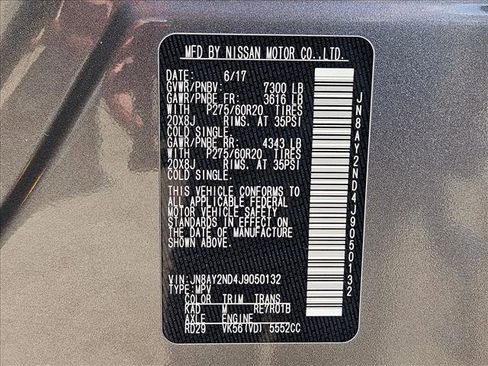 MFD BY NISSAN MOTOR CO.,LTD.
DATE: 6/17
GVWR/PNBV: 7300 LB
GAWR/PNBE FR: 3616 LB
WITH P275/60R20 TIRES
20X8J RIMS. AT 35PSI
COLD SINGLE.
GAWR/PNBE RR: 4343 LB
WITH P275/60R20 TIRES
20X8J RIMS. AT 35PSI
COLD SINGLE.
THIS VEHICLE CONFORMS TO
ALL APPLICABLE FEDERAL
MOTOR VEHICLE SAFETY
STANDARDS IN EFFECT ON
THE DATE OF MANUFACTURE
SHOWN ABOVE.
VIN: JN8AY2ND4J9050132
TYPE: MPV
COLOR TRIM TRANS
KAD M RE7R01B
AXLE ENGINE
RD29 VK56(VD) 5552CC
JN8AY2ND4J9050132